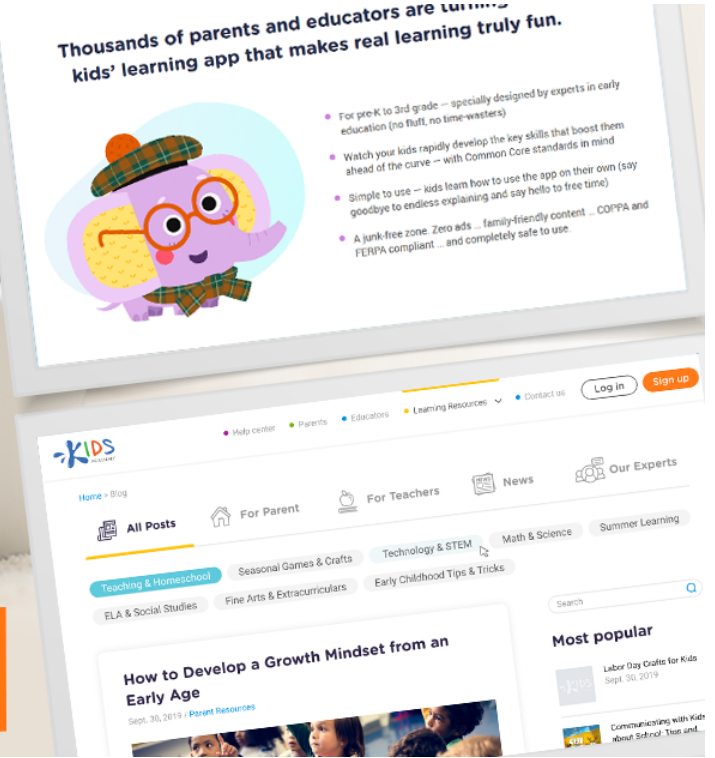 Thousands of parents and educators are
kids' learning app that makes real learning truly fun.
For pre-K to 3rd grade — specially designed by experts in early
education (no fluff, no time-wasters)
Watch your kids rapidly develop the key skills that boost them
ahead of the curve — with Common Core standards in mind
Simple to use — kids learn how to use the app on their own (say
goodbye to endless explaining and say hello to free time)
A junk-free zone. Zero ads ... family-friendly content ... COPPA and
FERPA compliant ... and completely safe to use.
KIDS
ACADEMY
Help center Parents Educators Learning Resources Contact us Log in Sign up
Home > Blog
All Posts For Parent For Teachers News Our Experts
Teaching & Homeschool Seasonal Games & Crafts Technology & STEM Math & Science Summer Learning
ELA & Social Studies Fine Arts & Extracurriculars Early Childhood Tips & Tricks
Search
How to Develop a Growth Mindset from an
Early Age
Sept. 30, 2019 / Parent Resources
Most popular
Labor Day Crafts for Kids
Sept. 30, 2019
Communicating with Kids
about School: Tips and